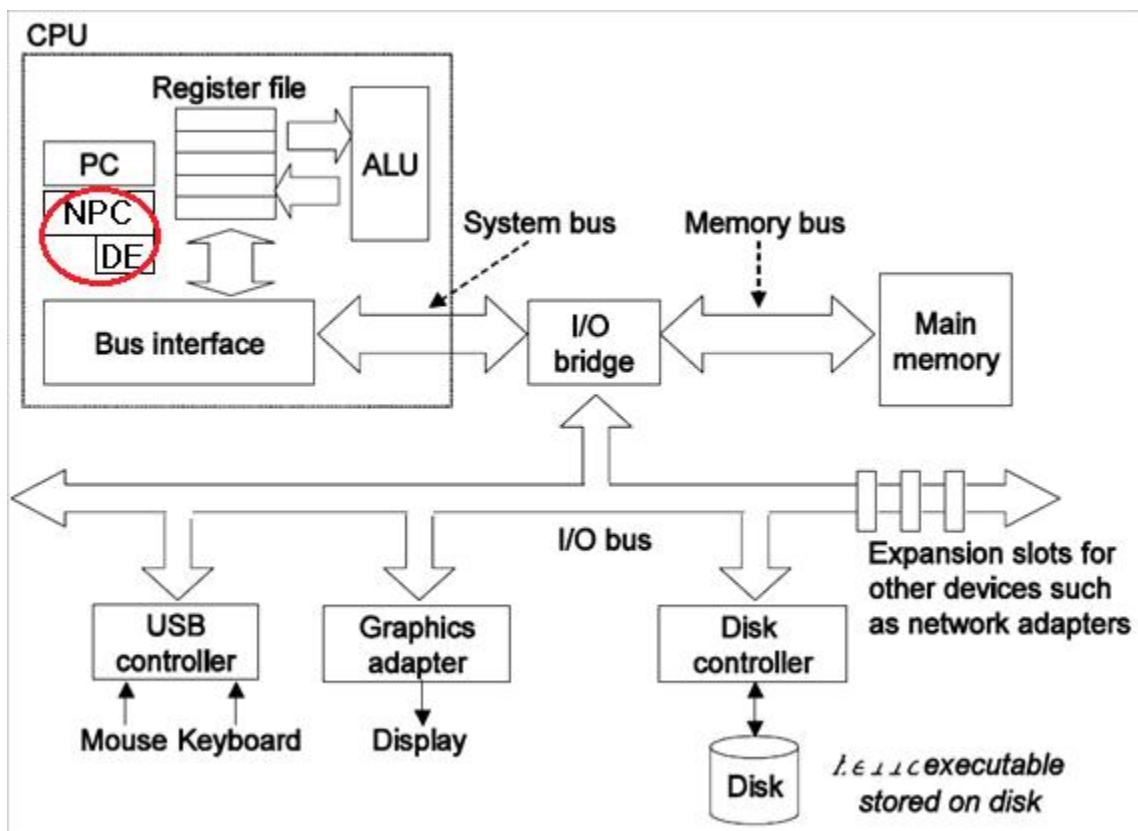 CPU
Register file
PC
NPC
DE
ALU
System bus
Memory bus
Bus interface
I/O
bridge
Main
memory
I/O bus
Expansion slots for
other devices such
as network adapters
USB
controller
Graphics
adapter
Disk
controller
Mouse Keyboard
Display
Disk
executable
stored on disk